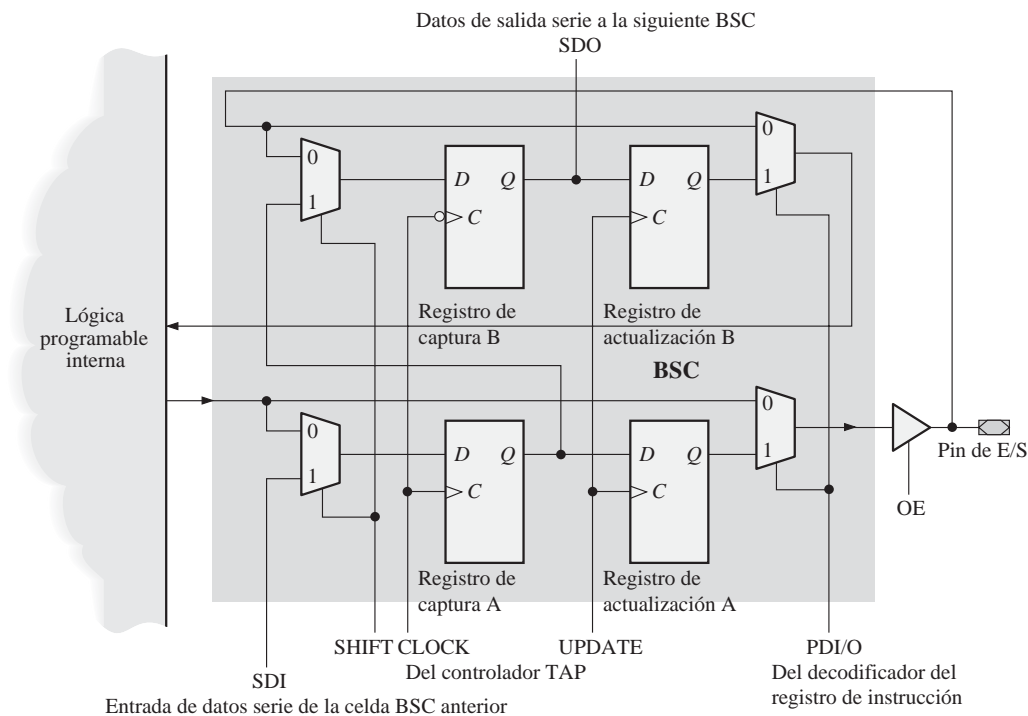 Datos de salida serie a la siguiente BSC
SDO
0
1
D
Q
C
D
Q
C
0
1
Registro de
captura B
Registro de
actualización B
Lógica
programable
interna
BSC
0
1
D
Q
C
D
Q
C
0
1
Pin de E/S
OE
Registro de
captura A
Registro de
actualización A
SHIFT CLOCK
UPDATE
PDI/O
Del controlador TAP
Del decodificador del
registro de instrucción
SDI
Entrada de datos serie de la celda BSC anterior